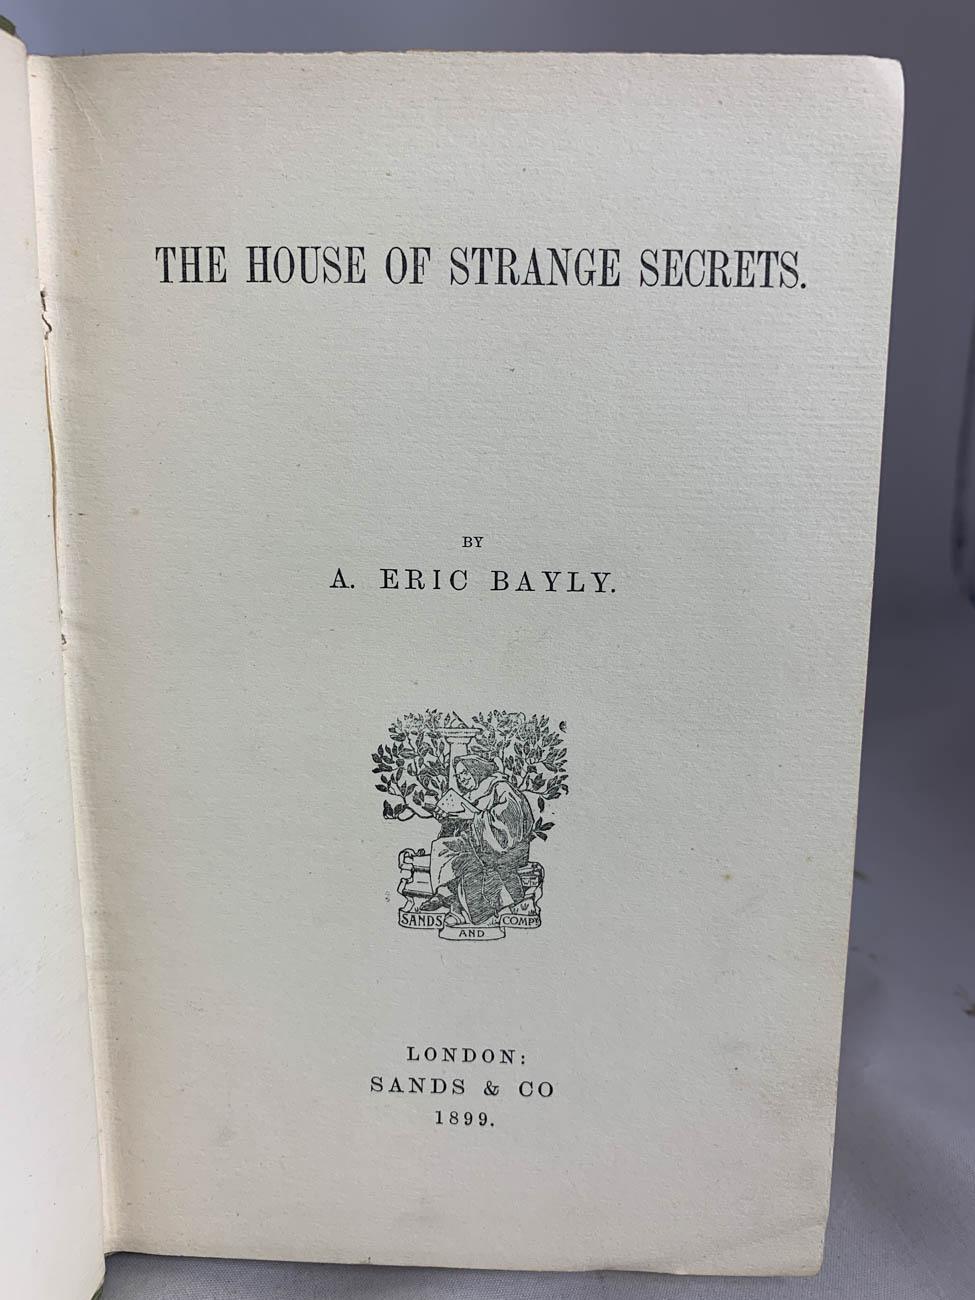 THE HOUSE OF STRANGE SECRETS.
BY
A. ERIC BAYLY.
SANDS AND COMPY
LONDON:
SANDS & CO
1899.